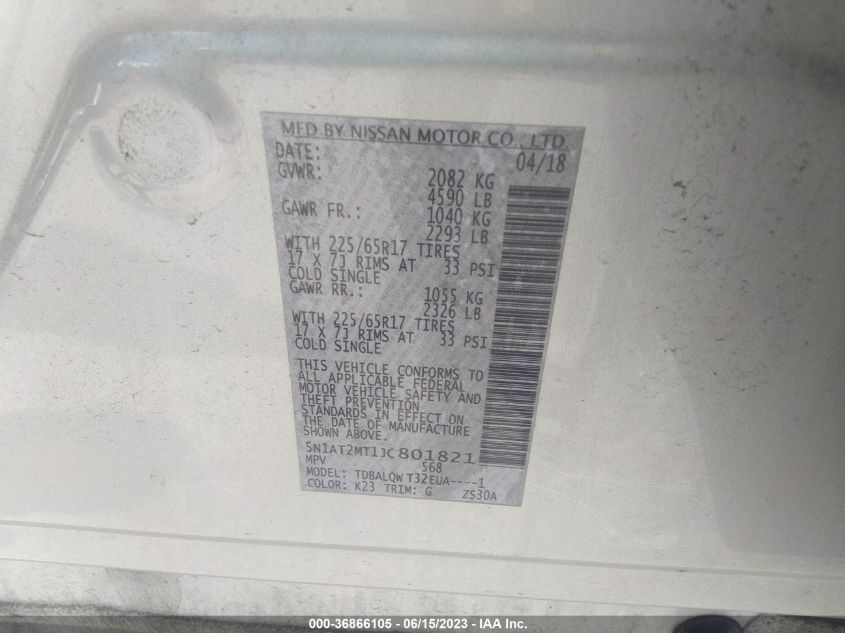 MFD BY NISSAN MOTOR CO., LTD
DATE: 04/18
GVWR: 2082 KG
4590 LB
GAWR FR.: 1040 KG
2293 LB
WITH 225/65R17 TIRES
17 X 7J RIMS AT 33 PSI
COLD SINGLE
GAWR RR.: 1055 KG
2326 LB
WITH 225/65R17 TIRES
17 X 7J RIMS AT 33 PSI
COLD SINGLE
THIS VEHICLE CONFORMS TO
ALL APPLICABLE FEDERAL
MOTOR VEHICLE SAFETY AND
THEFT PREVENTION
STANDARDS IN EFFECT ON
THE DATE OF MANUFACTURE
SHOWN ABOVE
5N1AT2MT1JC801821
MPV 568
MODEL: TDBALQW T32EUA----1
COLOR: K23 TRIM: G ZS30A
000-36866105 - 06/15/2023 - IAA Inc.